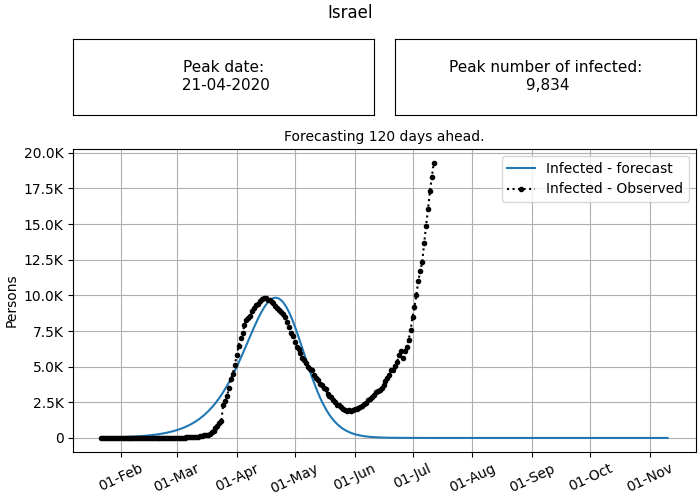 Israel
Peak date:
21-04-2020
Peak number of infected:
9,834
Forecasting 120 days ahead.
20.0K
17.5K
15.0K
12.5K
10.0K
7.5K
5.0K
2.5K
0
Persons
Infected - forecast
Infected - Observed
01-Feb
01-Mar
01-Apr
01-May
01-Jun
01-Jul
01-Aug
01-Sep
01-Oct
01-Nov